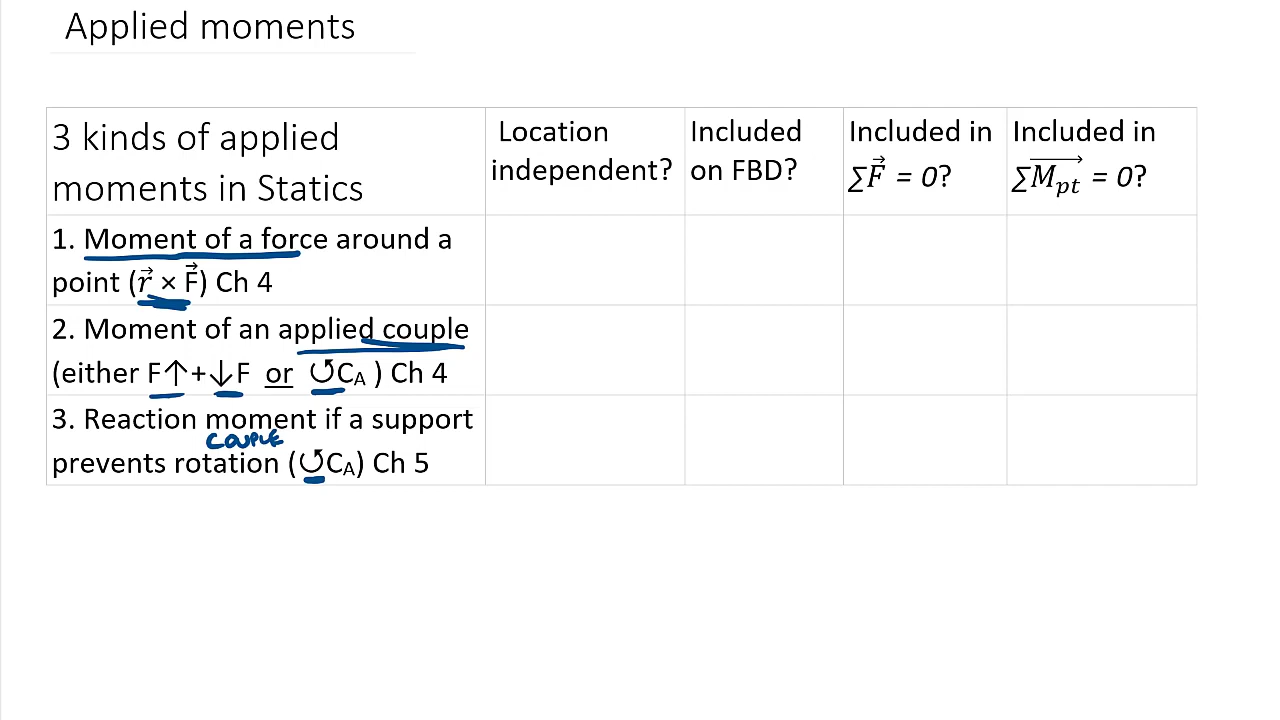 Applied moments
3 kinds of applied
moments in Statics
Location
independent?
Included
on FBD?
Included in
∑F⃗ = 0?
Included in
∑M⃗pt = 0?
1. Moment of a force around a
point (r⃗ × F⃗) Ch 4
2. Moment of an applied couple
(either F↑+↓F or ↺CA ) Ch 4
3. Reaction moment if a support
COUPLE
prevents rotation (↺CA) Ch 5